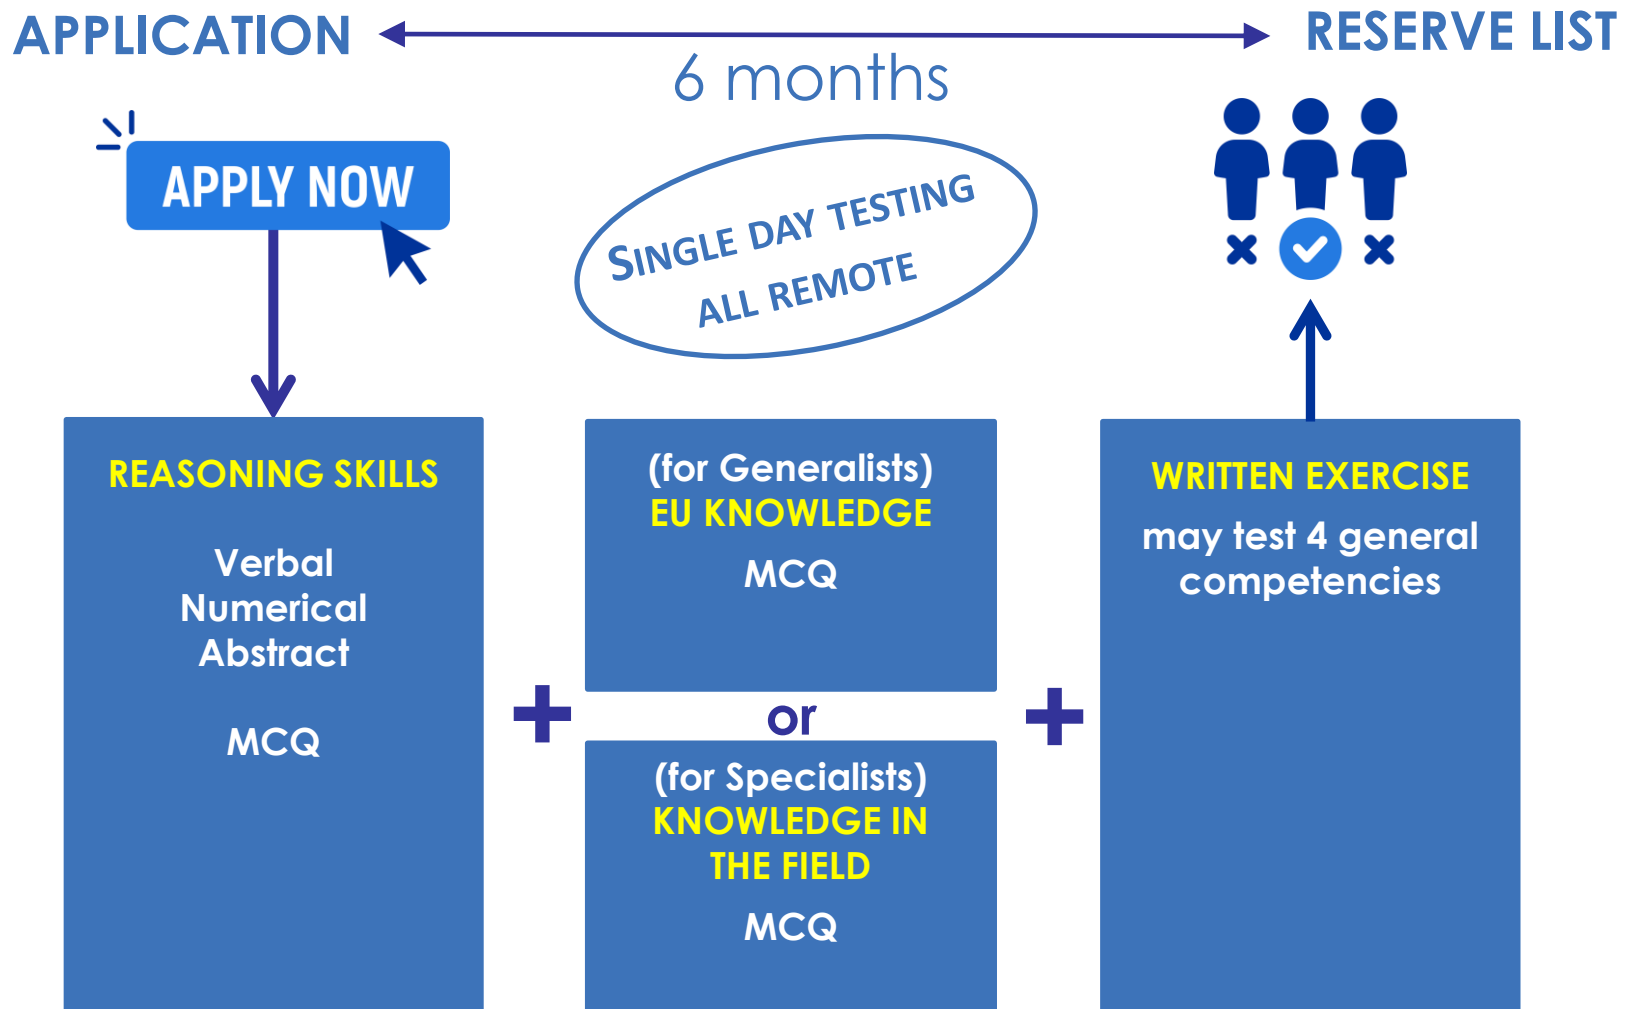 APPLICATION
RESERVE LIST
6 months
APPLY NOW
SINGLE DAY TESTING
ALL REMOTE
REASONING SKILLS
Verbal
Numerical
Abstract
MCQ
(for Generalists)
EU KNOWLEDGE
MCQ
or
(for Specialists)
KNOWLEDGE IN
THE FIELD
MCQ
WRITTEN EXERCISE
may test 4 general
competencies